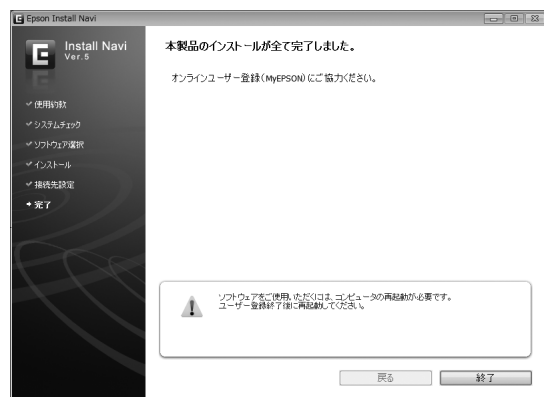 Epson Install Navi
E Install Navi
Ver.5
使用約款
システムチェック
ソフトウェア選択
インストール
接続先設定
完了
本製品のインストールが全て完了しました。
オンラインユーザー登録(MyEPSON)にご協力ください。
ソフトウェアをご使用いただくには、コンピュータの再起動が必要です。
ユーザー登録終了後に再起動してください。
戻る
終了